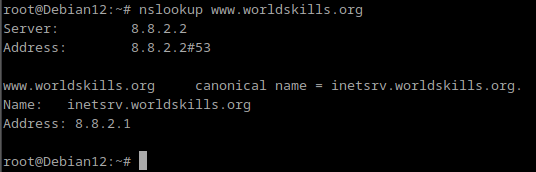 root@Debian12:~# nslookup www.worldskills.org
Server:         8.8.2.2
Address:        8.8.2.2#53

www.worldskills.org     canonical name = inetsrv.worldskills.org.
Name:   inetsrv.worldskills.org
Address: 8.8.2.1

root@Debian12:~#